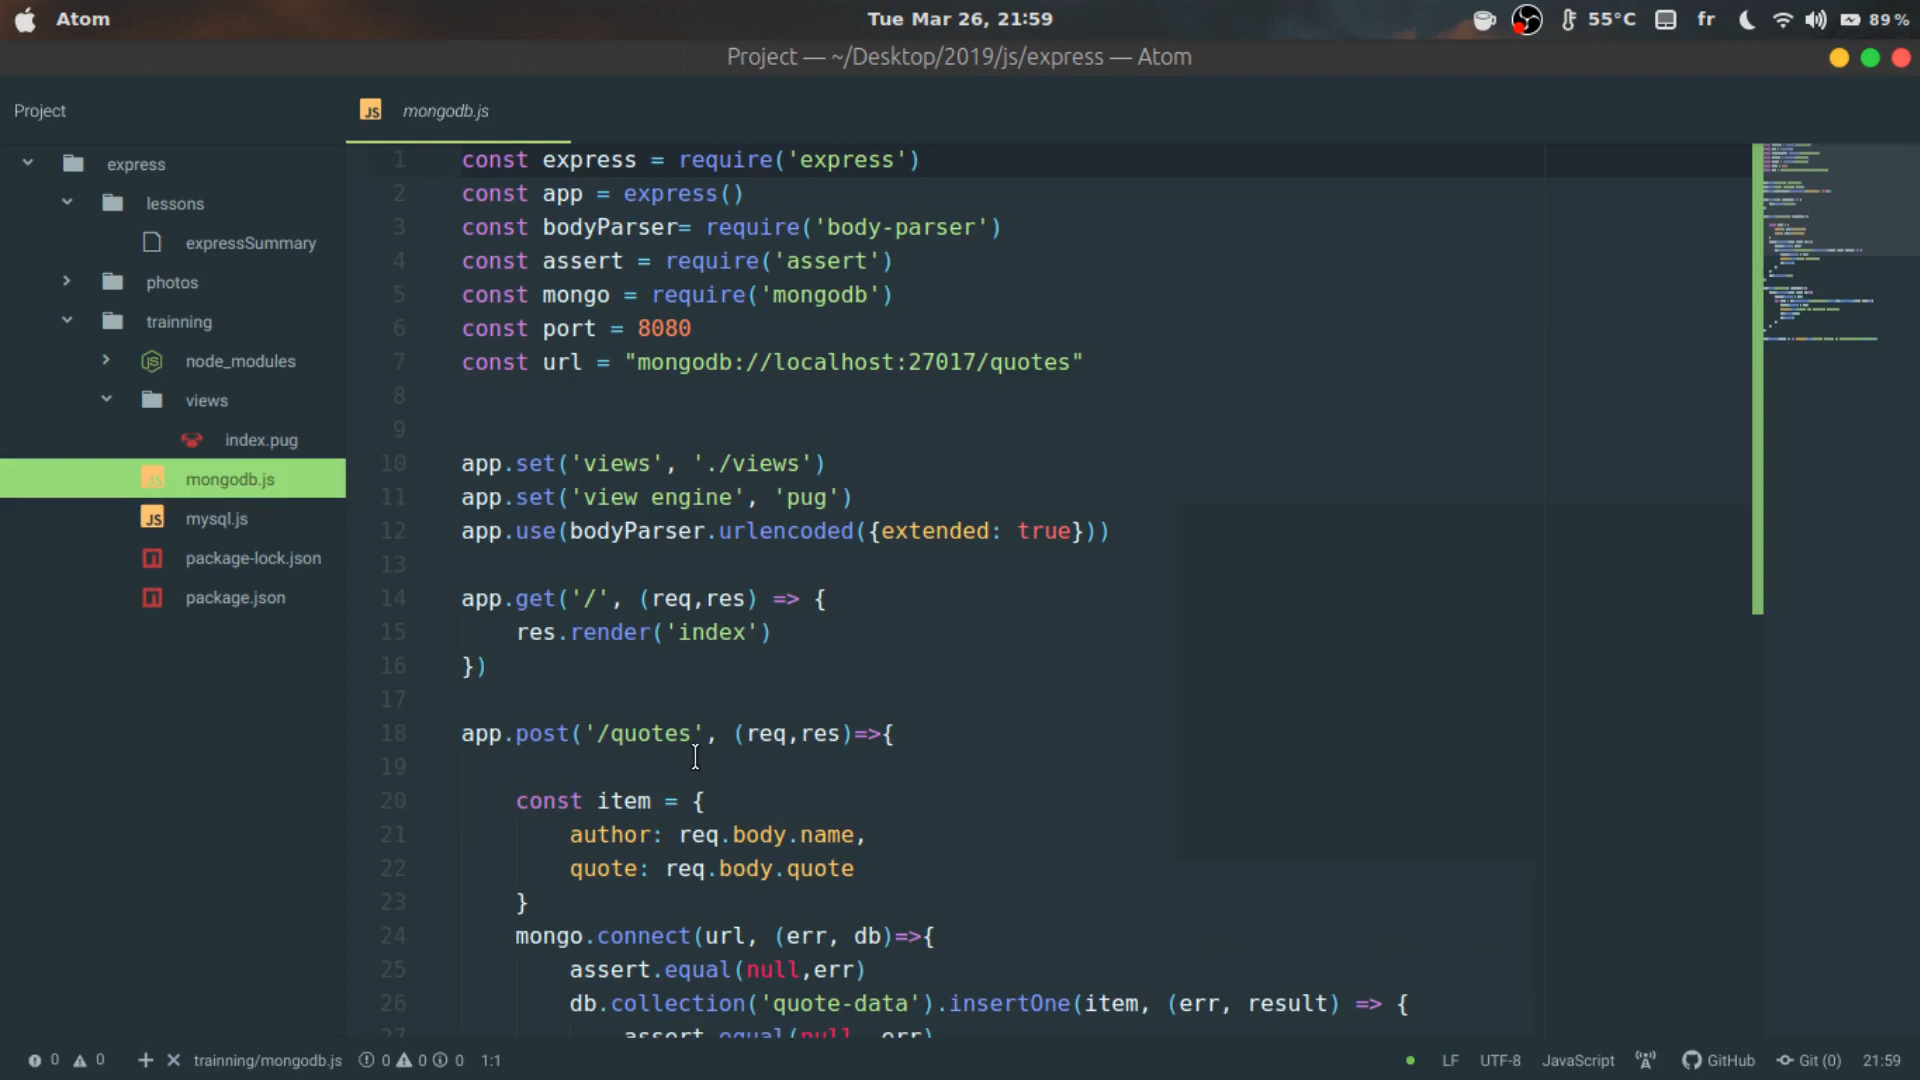 Atom
Tue Mar 26, 21:59
55°C
fr
89%
Project — ~/Desktop/2019/js/express — Atom
Project
express
lessons
expressSummary
photos
trainning
node_modules
views
index.pug
mongodb.js
mysql.js
package-lock.json
package.json
mongodb.js
1 const express = require('express')
2 const app = express()
3 const bodyParser= require('body-parser')
4 const assert = require('assert')
5 const mongo = require('mongodb')
6 const port = 8080
7 const url = "mongodb://localhost:27017/quotes"
8
9
10 app.set('views', './views')
11 app.set('view engine', 'pug')
12 app.use(bodyParser.urlencoded({extended: true}))
13
14 app.get('/', (req,res) => {
15 res.render('index')
16 })
17
18 app.post('/quotes', (req,res)=>{
19
20 const item = {
21 author: req.body.name,
22 quote: req.body.quote
23 }
24 mongo.connect(url, (err, db)=>{
25 assert.equal(null,err)
26 db.collection('quote-data').insertOne(item, (err, result) => {
27 assert.equal(null, err)
0 0 trainning/mongodb.js 0 0 0 1:1
LF UTF-8 JavaScript GitHub Git (0) 21:59